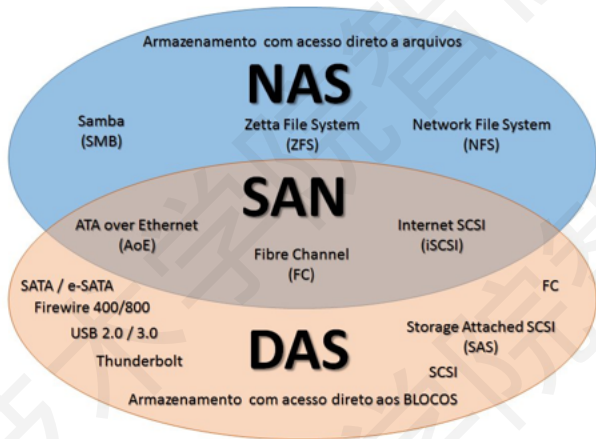 Armazenamento com acesso direto a arquivos
NAS
Samba
(SMB)
Zetta File System
(ZFS)
Network File System
(NFS)
SAN
ATA over Ethernet
(AoE)
Fibre Channel
(FC)
Internet SCSI
(iSCSI)
SATA / e-SATA
Firewire 400/800
USB 2.0 / 3.0
Thunderbolt
DAS
FC
Storage Attached SCSI
(SAS)
SCSI
Armazenamento com acesso direto aos BLOCOS